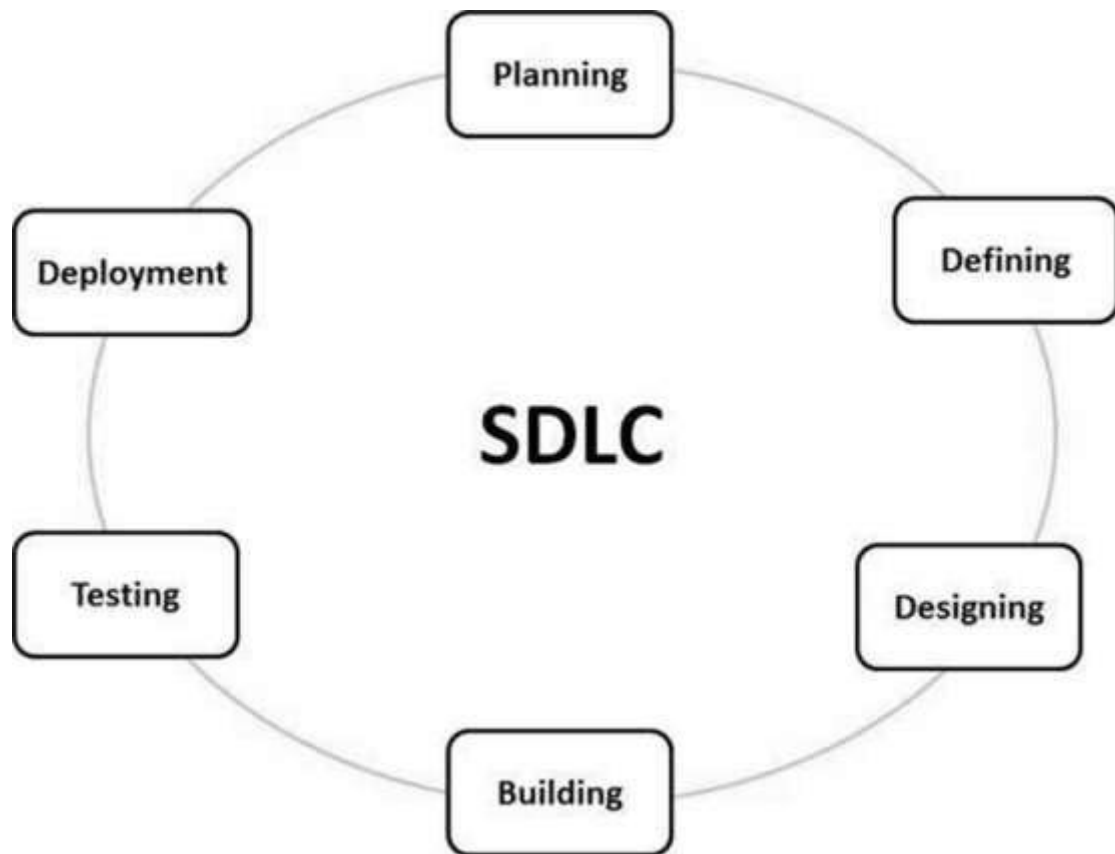 Planning
Defining
Designing
Building
Testing
Deployment
SDLC